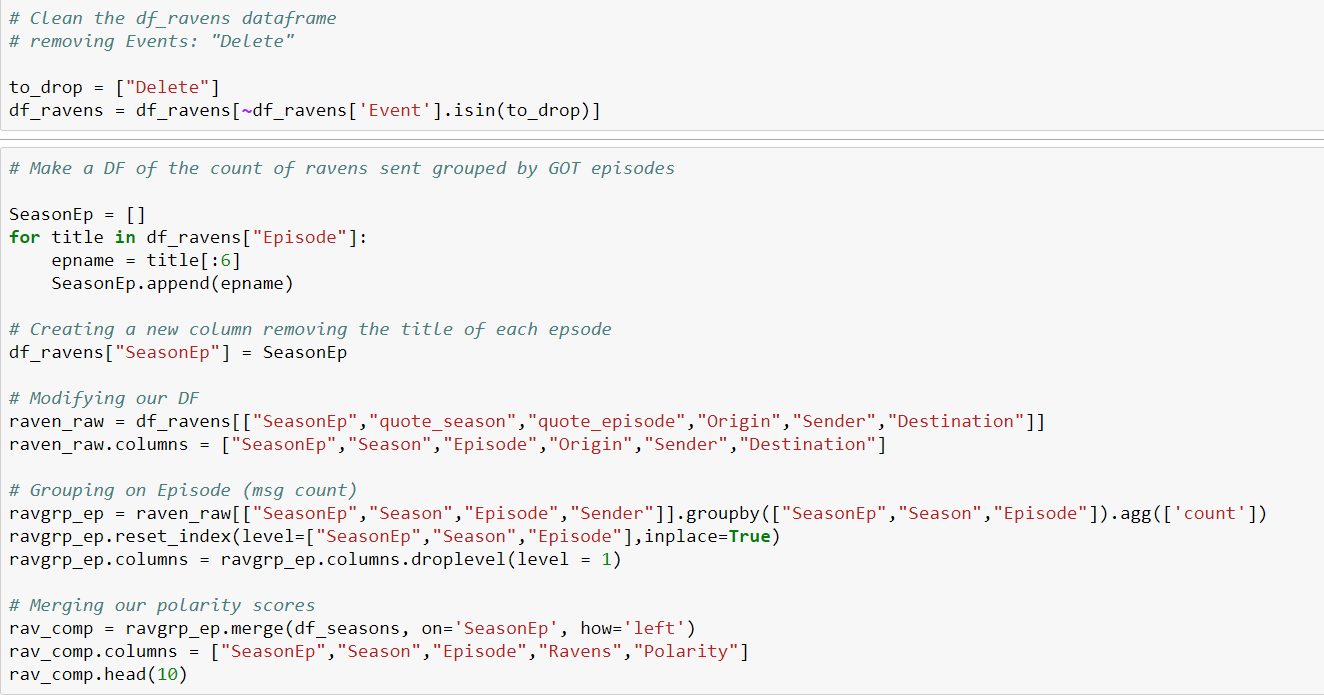 # Clean the df_ravens dataframe
# removing Events: "Delete"
to_drop = ["Delete"]
df_ravens = df_ravens[~df_ravens['Event'].isin(to_drop)]
# Make a DF of the count of ravens sent grouped by GOT episodes
SeasonEp = []
for title in df_ravens["Episode"]:
    epname = title[:6]
    SeasonEp.append(epname)
# Creating a new column removing the title of each epsode
df_ravens["SeasonEp"] = SeasonEp
# Modifying our DF
raven_raw = df_ravens[["SeasonEp","quote_season","quote_episode","Origin","Sender","Destination"]]
raven_raw.columns = ["SeasonEp","Season","Episode","Origin","Sender","Destination"]
# Grouping on Episode (msg count)
ravgrp_ep = raven_raw[["SeasonEp","Season","Episode","Sender"]].groupby(["SeasonEp","Season","Episode"]).agg(['count'])
ravgrp_ep.reset_index(level=["SeasonEp","Season","Episode"],inplace=True)
ravgrp_ep.columns = ravgrp_ep.columns.droplevel(level = 1)
# Merging our polarity scores
rav_comp = ravgrp_ep.merge(df_seasons, on='SeasonEp', how='left')
rav_comp.columns = ["SeasonEp","Season","Episode","Ravens","Polarity"]
rav_comp.head(10)